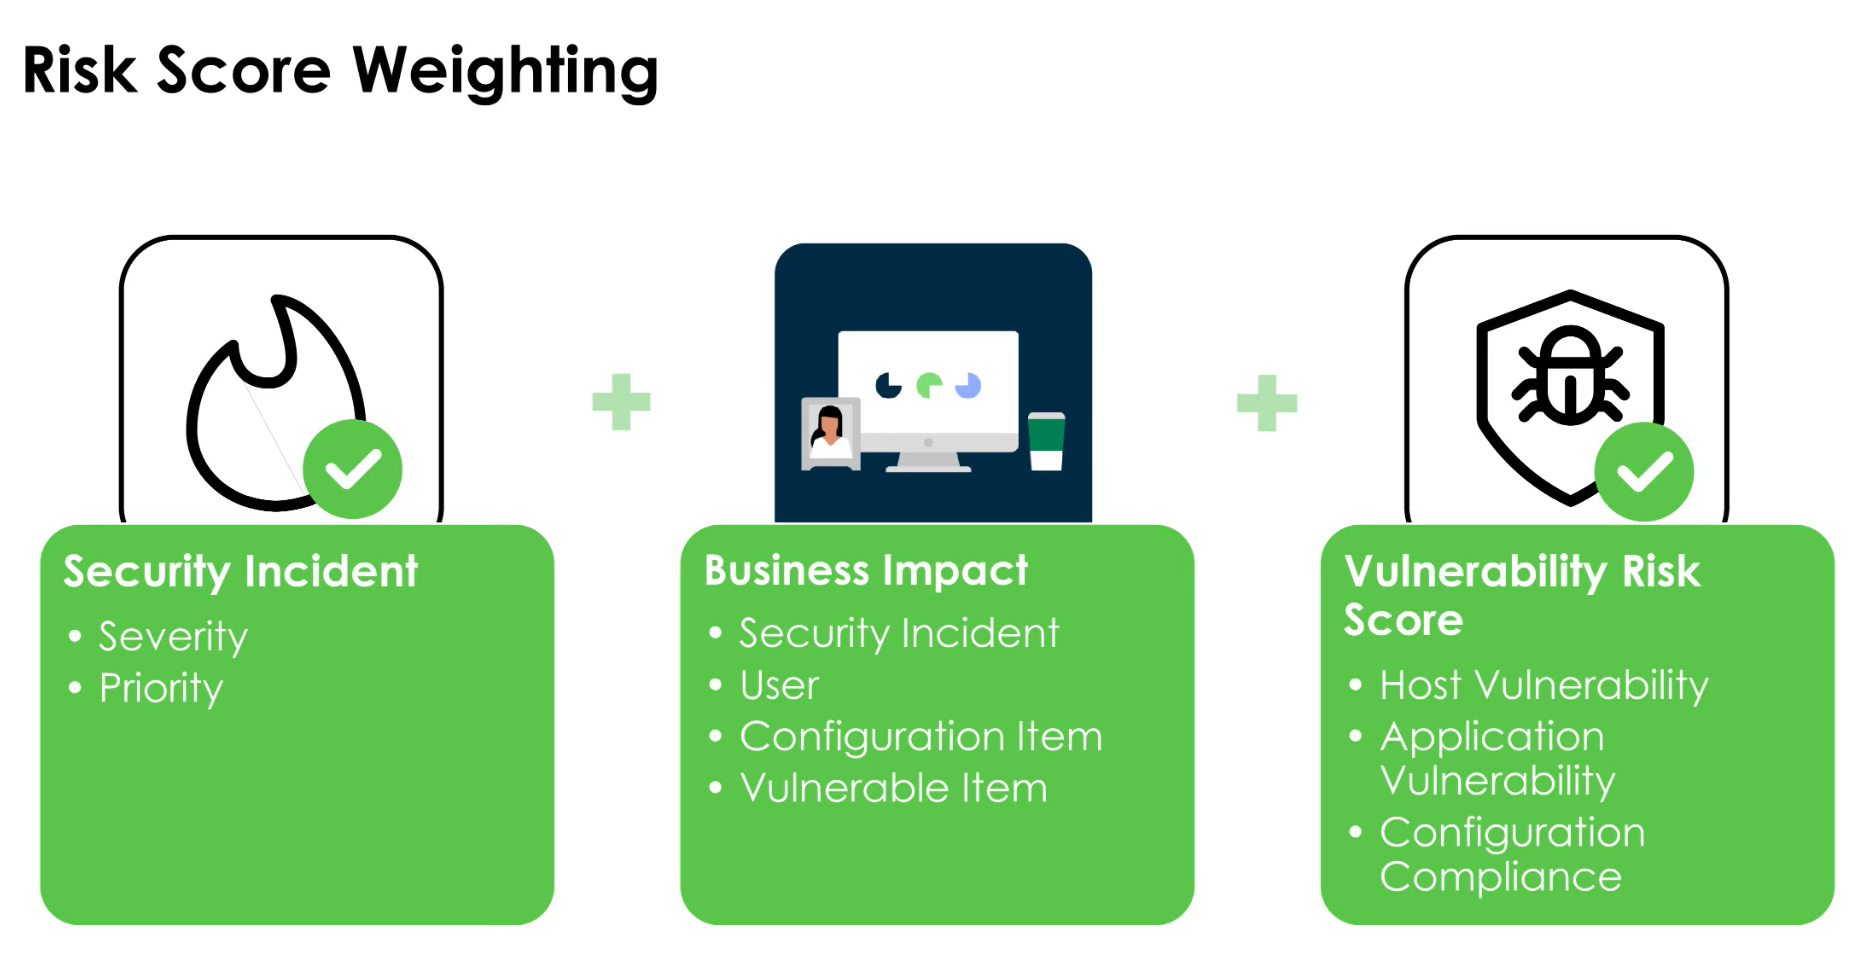 Risk Score Weighting
Security Incident
• Severity
• Priority
Business Impact
• Security Incident
• User
• Configuration Item
• Vulnerable Item
Vulnerability Risk
Score
• Host Vulnerability
• Application
Vulnerability
• Configuration
Compliance